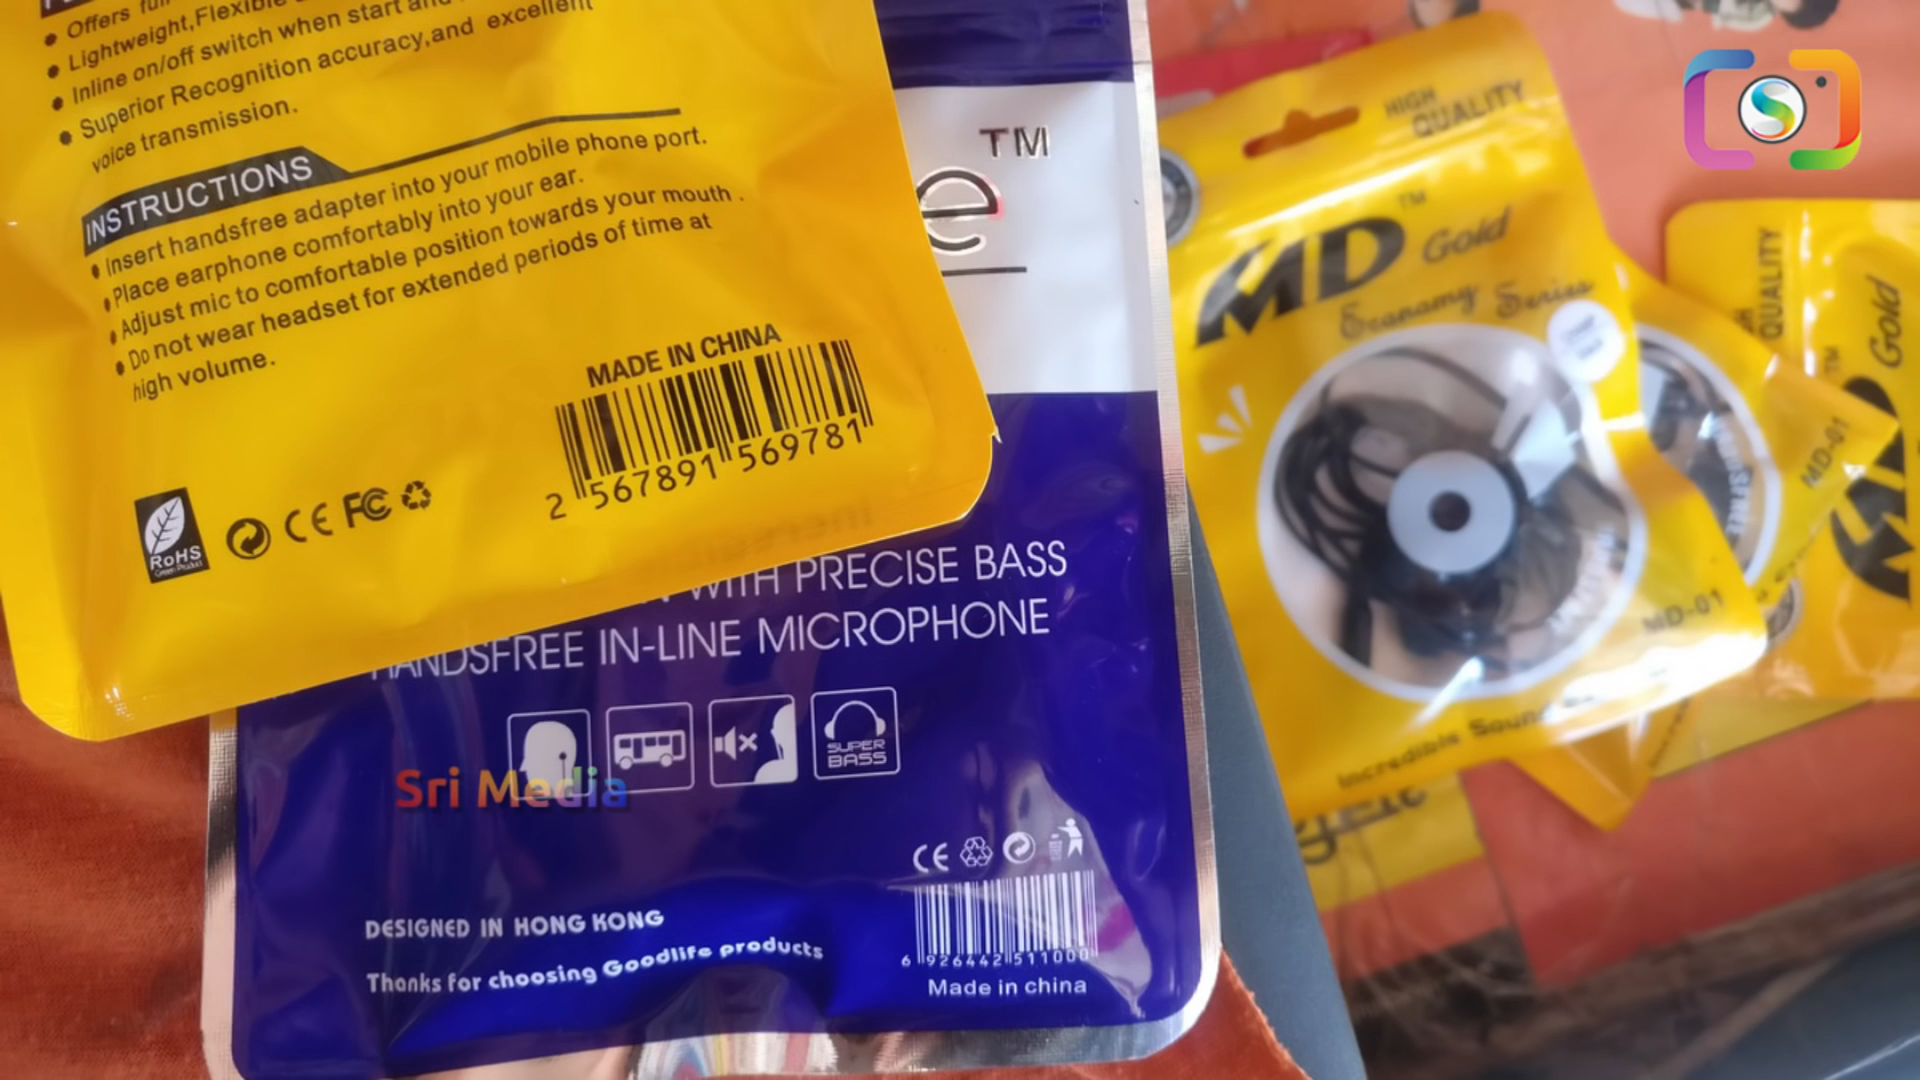 Offers
Lightweight,Flexible
Inline on/off switch when start and
Superior Recognition accuracy,and excellent
voice transmission.
INSTRUCTIONS
Insert handsfree adapter into your mobile phone port.
Place earphone comfortably into your ear.
Adjust mic to comfortable position towards your mouth .
Do not wear headset for extended periods of time at
high volume.
MADE IN CHINA
2 567891 569781
RoHS
Green Product
CE FC
e TM
WITH PRECISE BASS
HANDSFREE IN-LINE MICROPHONE
SUPER
BASS
Sri Media
CE
DESIGNED IN HONG KONG
Thanks for choosing Goodlife products
6 926442 511000
Made in china
HIGH
QUALITY
MD TM Gold
Economy Series
MD-01
Incredible Sound
HANDSFREE
MD-01
QUALITY
MD TM Gold
S